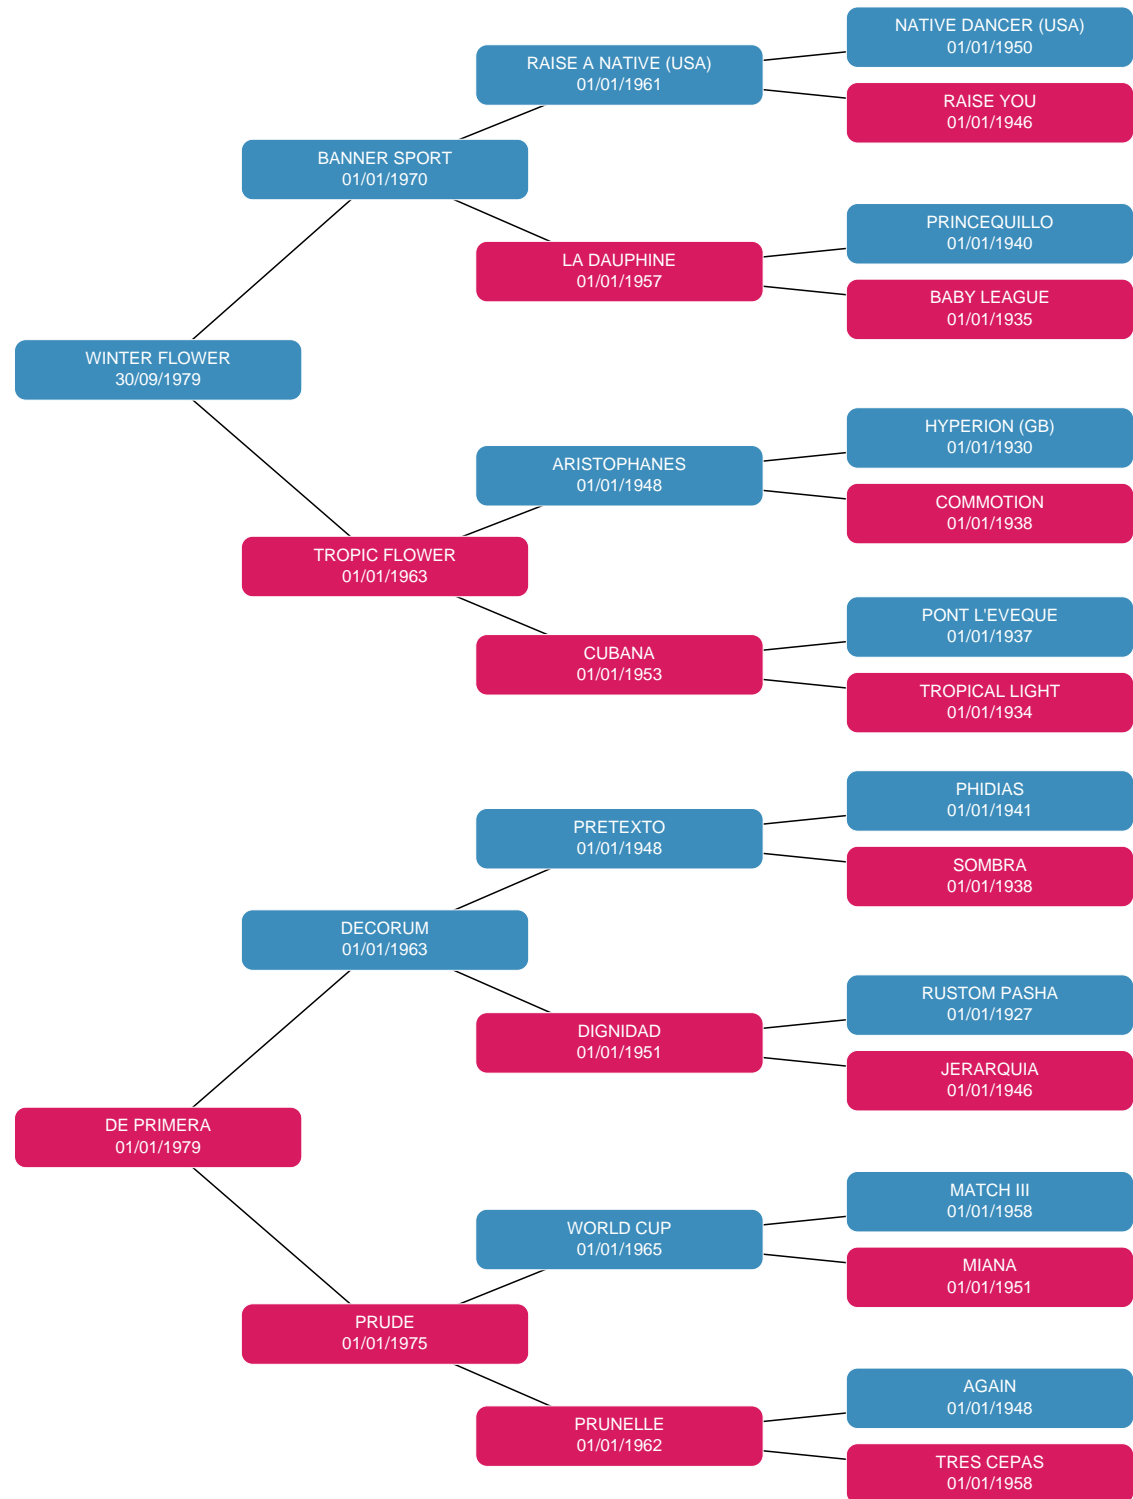 NATIVE DANCER (USA)
01/01/1950
RAISE A NATIVE (USA)
01/01/1961
RAISE YOU
01/01/1946
BANNER SPORT
01/01/1970
PRINCEQUILLO
01/01/1940
LA DAUPHINE
01/01/1957
BABY LEAGUE
01/01/1935
WINTER FLOWER
30/09/1979
HYPERION (GB)
01/01/1930
ARISTOPHANES
01/01/1948
COMMOTION
01/01/1938
TROPIC FLOWER
01/01/1963
PONT L'EVEQUE
01/01/1937
CUBANA
01/01/1953
TROPICAL LIGHT
01/01/1934
PHIDIAS
01/01/1941
PRETEXTO
01/01/1948
SOMBRA
01/01/1938
DECORUM
01/01/1963
RUSTOM PASHA
01/01/1927
DIGNIDAD
01/01/1951
JERARQUIA
01/01/1946
DE PRIMERA
01/01/1979
MATCH III
01/01/1958
WORLD CUP
01/01/1965
MIANA
01/01/1951
PRUDE
01/01/1975
AGAIN
01/01/1948
PRUNELLE
01/01/1962
TRES CEPAS
01/01/1958